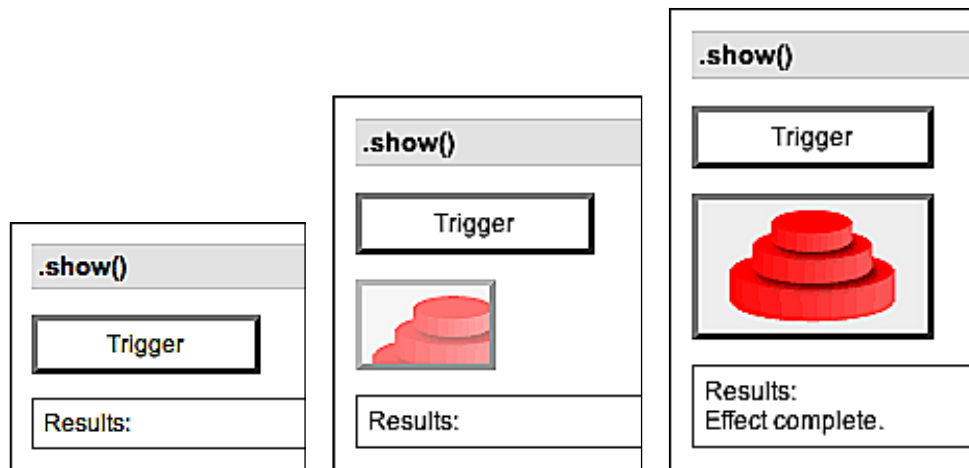 .show()
Trigger
Results:
.show()
Trigger
Results:
.show()
Trigger
Results:
Effect complete.